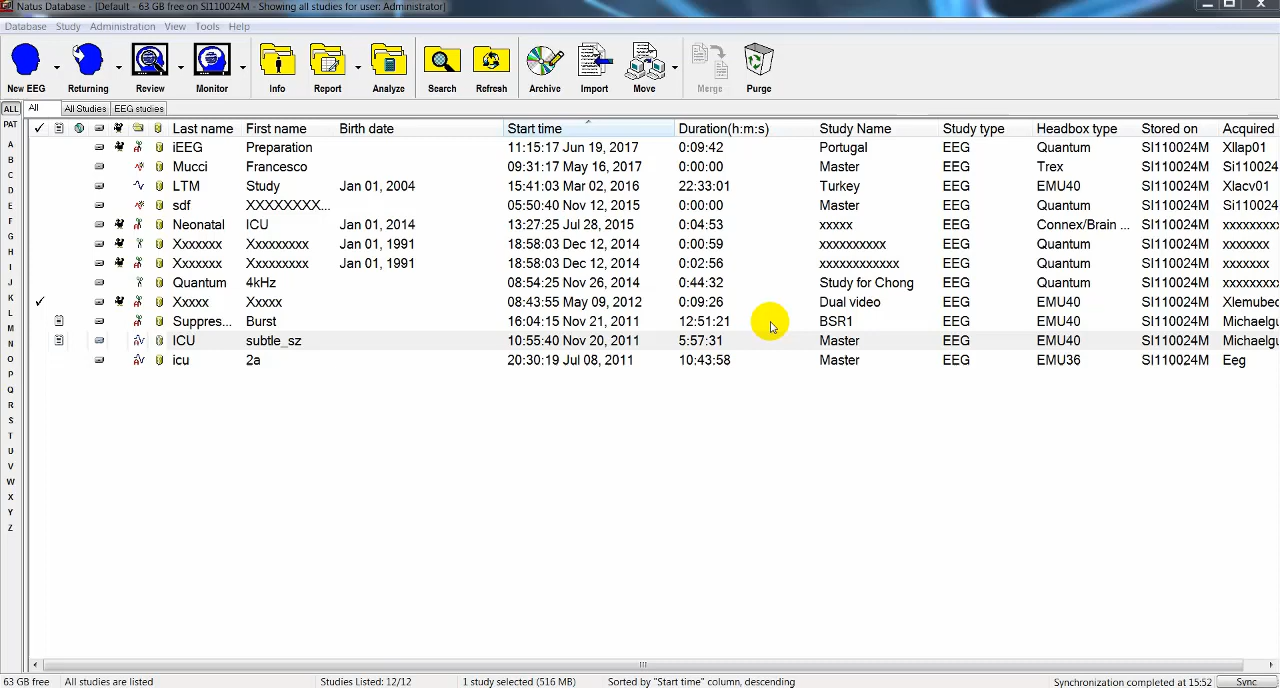 Natus Database - [Default - 63 GB free on SI110024M - Showing all studies for user: Administrator]
Database Study Administration View Tools Help
New EEG Returning Review Monitor Info Report Analyze Search Refresh Archive Import Move Merge Purge
ALL All All Studies EEG studies
PAT Last name First name Birth date Start time Duration(h:m:s) Study Name Study type Headbox type Stored on Acquired
A iEEG Preparation 11:15:17 Jun 19, 2017 0:09:42 Portugal EEG Quantum SI110024M Xllap01
B Mucci Francesco 09:31:17 May 16, 2017 0:00:00 Master EEG Trex SI110024M Si11002
C LTM Study Jan 01, 2004 15:41:03 Mar 02, 2016 22:33:01 Turkey EEG EMU40 SI110024M Xlacv01
D sdf XXXXXXXX... 05:50:40 Nov 12, 2015 0:00:00 Master EEG Quantum SI110024M Si110024
E
F Neonatal ICU Jan 01, 2014 13:27:25 Jul 28, 2015 0:04:53 xxxxx EEG Connex/Brain ... SI110024M xxxxxxxx
G Xxxxxxx Xxxxxxxxx Jan 01, 1991 18:58:03 Dec 12, 2014 0:00:59 xxxxxxxxxx EEG Quantum SI110024M xxxxxxx
H Xxxxxxx Xxxxxxxxx Jan 01, 1991 18:58:03 Dec 12, 2014 0:02:56 xxxxxxxxxxxx EEG Quantum SI110024M xxxxxxx
I
J Quantum 4kHz 08:54:25 Nov 26, 2014 0:44:32 Study for Chong EEG Quantum SI110024M xxxxxxxx
K Xxxxx Xxxxx 08:43:55 May 09, 2012 0:09:26 Dual video EEG EMU40 SI110024M Xlemubec
L Suppres... Burst 16:04:15 Nov 21, 2011 12:51:21 BSR1 EEG EMU40 SI110024M Michaelgu
M ICU subtle_sz 10:55:40 Nov 20, 2011 5:57:31 Master EEG EMU40 SI110024M Michaelgu
N
O icu 2a 20:30:19 Jul 08, 2011 10:43:58 Master EEG EMU36 SI110024M Eeg
P
Q
R
S
T
U
V
W
X
Y
Z
63 GB free All studies are listed Studies Listed: 12/12 1 study selected (516 MB) Sorted by "Start time" column, descending Synchronization completed at 15:52 Sync